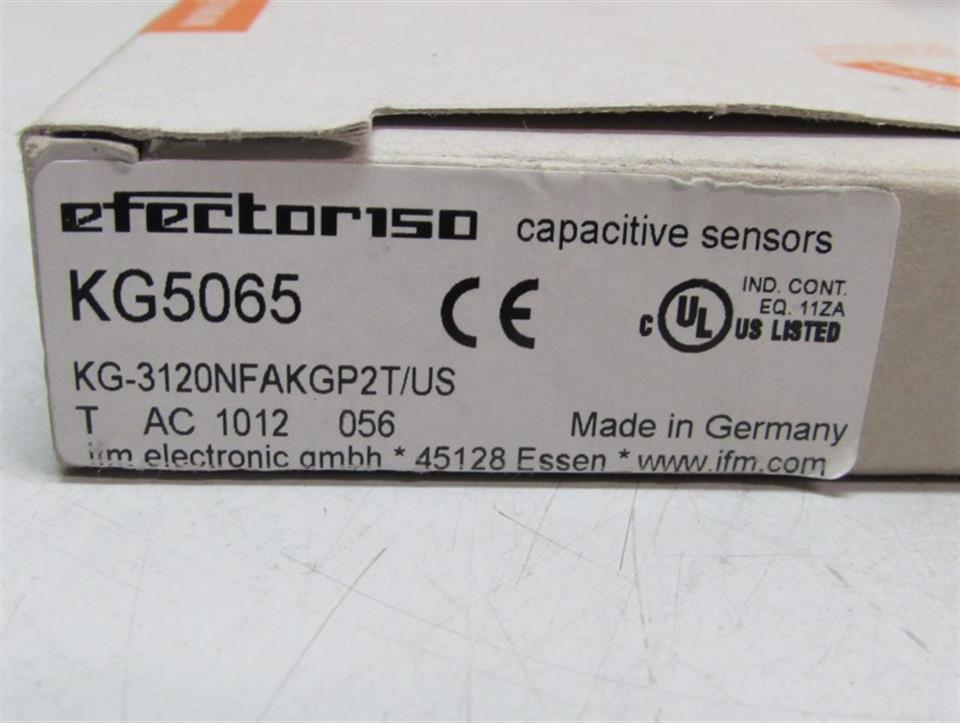 efector150 capacitive sensors
KG5065
CE
IND. CONT.
EQ. 11ZA
C UL US LISTED
KG-3120NFAKGP2T/US
T AC 1012 056
Made in Germany
ifm electronic gmbh * 45128 Essen * www.ifm.com